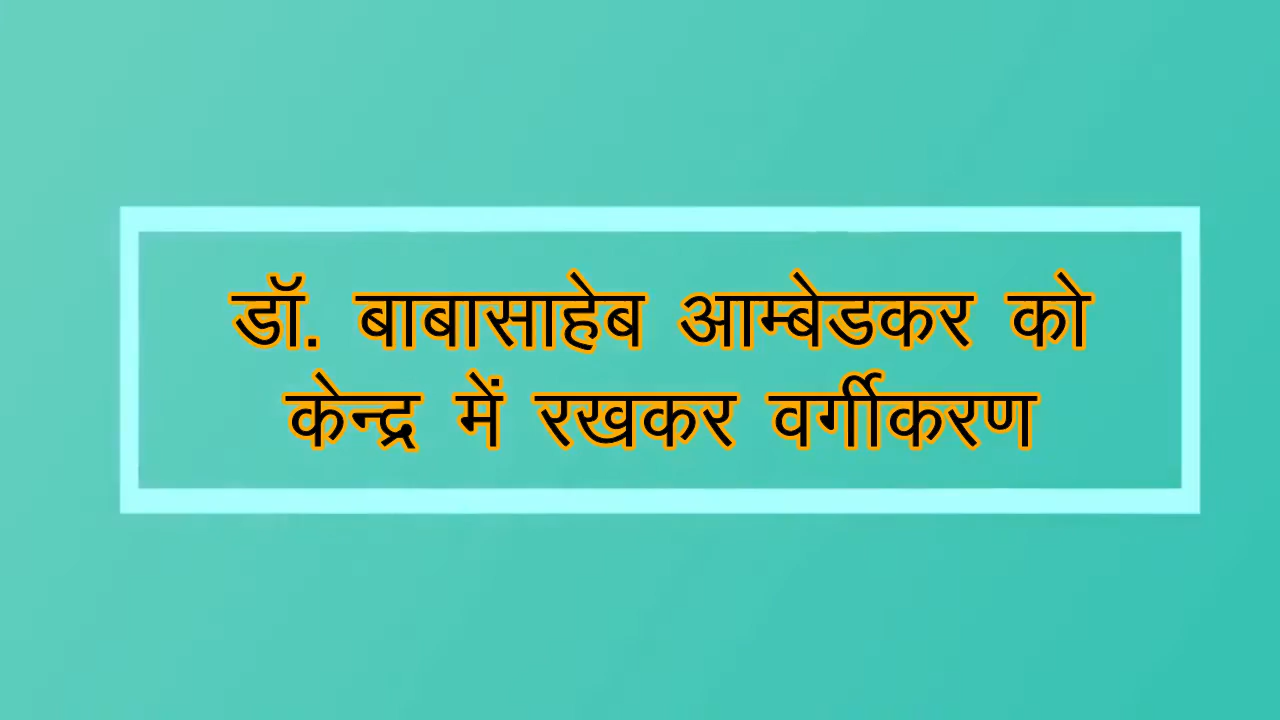 डॉ. बाबासाहेब आम्बेडकर को
केन्द्र में रखकर वर्गीकरण